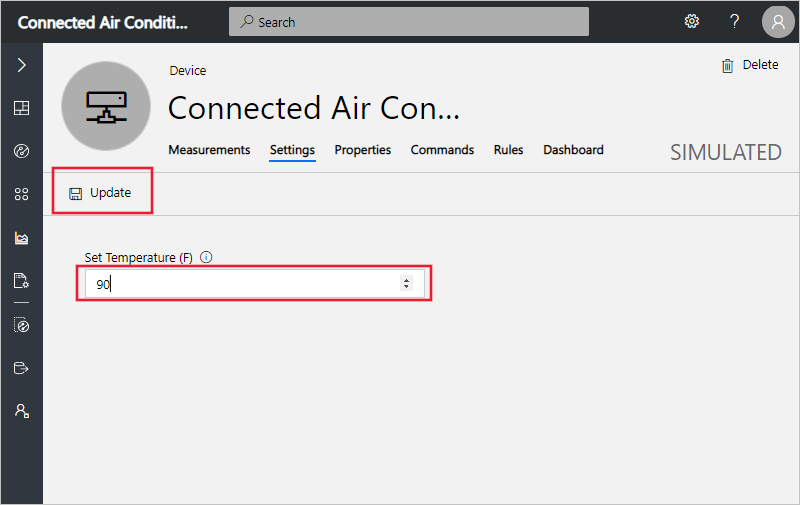 Connected Air Conditi...
Search
?
Device
Delete
Connected Air Con...
Measurements Settings Properties Commands Rules Dashboard
SIMULATED
Update
Set Temperature (F)
90